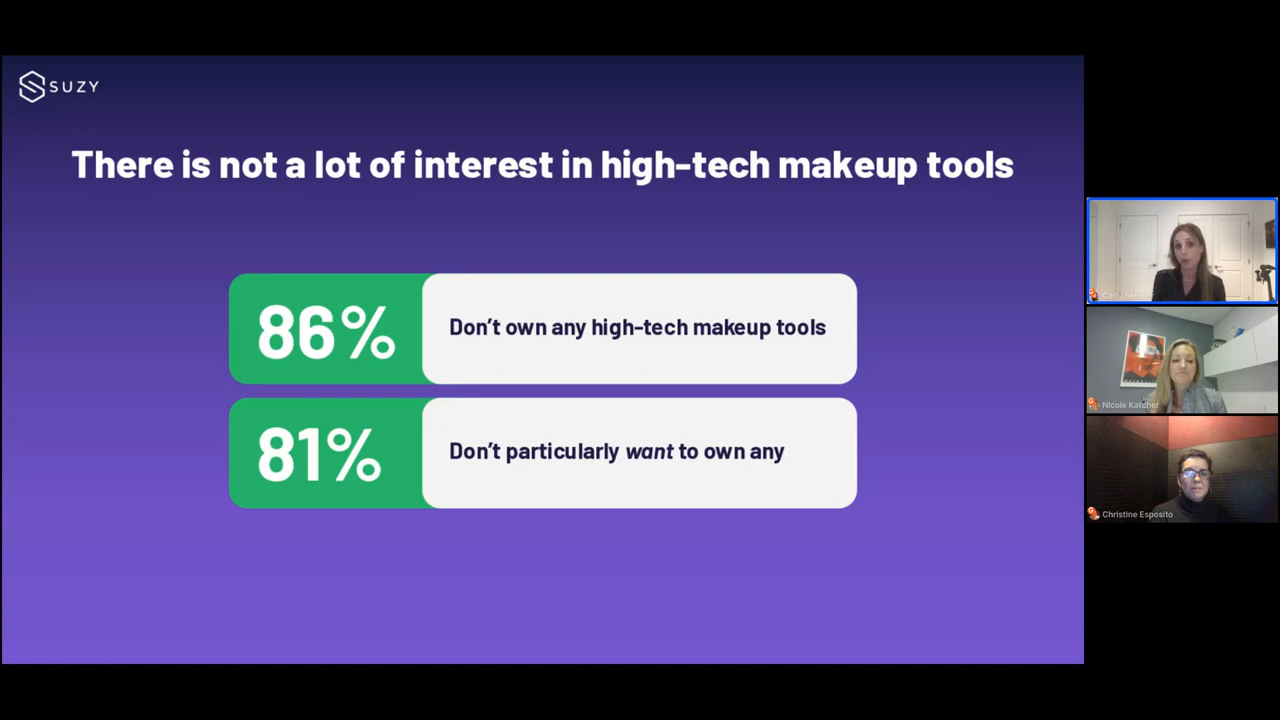 SUZY
There is not a lot of interest in high-tech makeup tools
86%
Don't own any high-tech makeup tools
81%
Don't particularly want to own any
Nicole Katcher
Christine Esposito